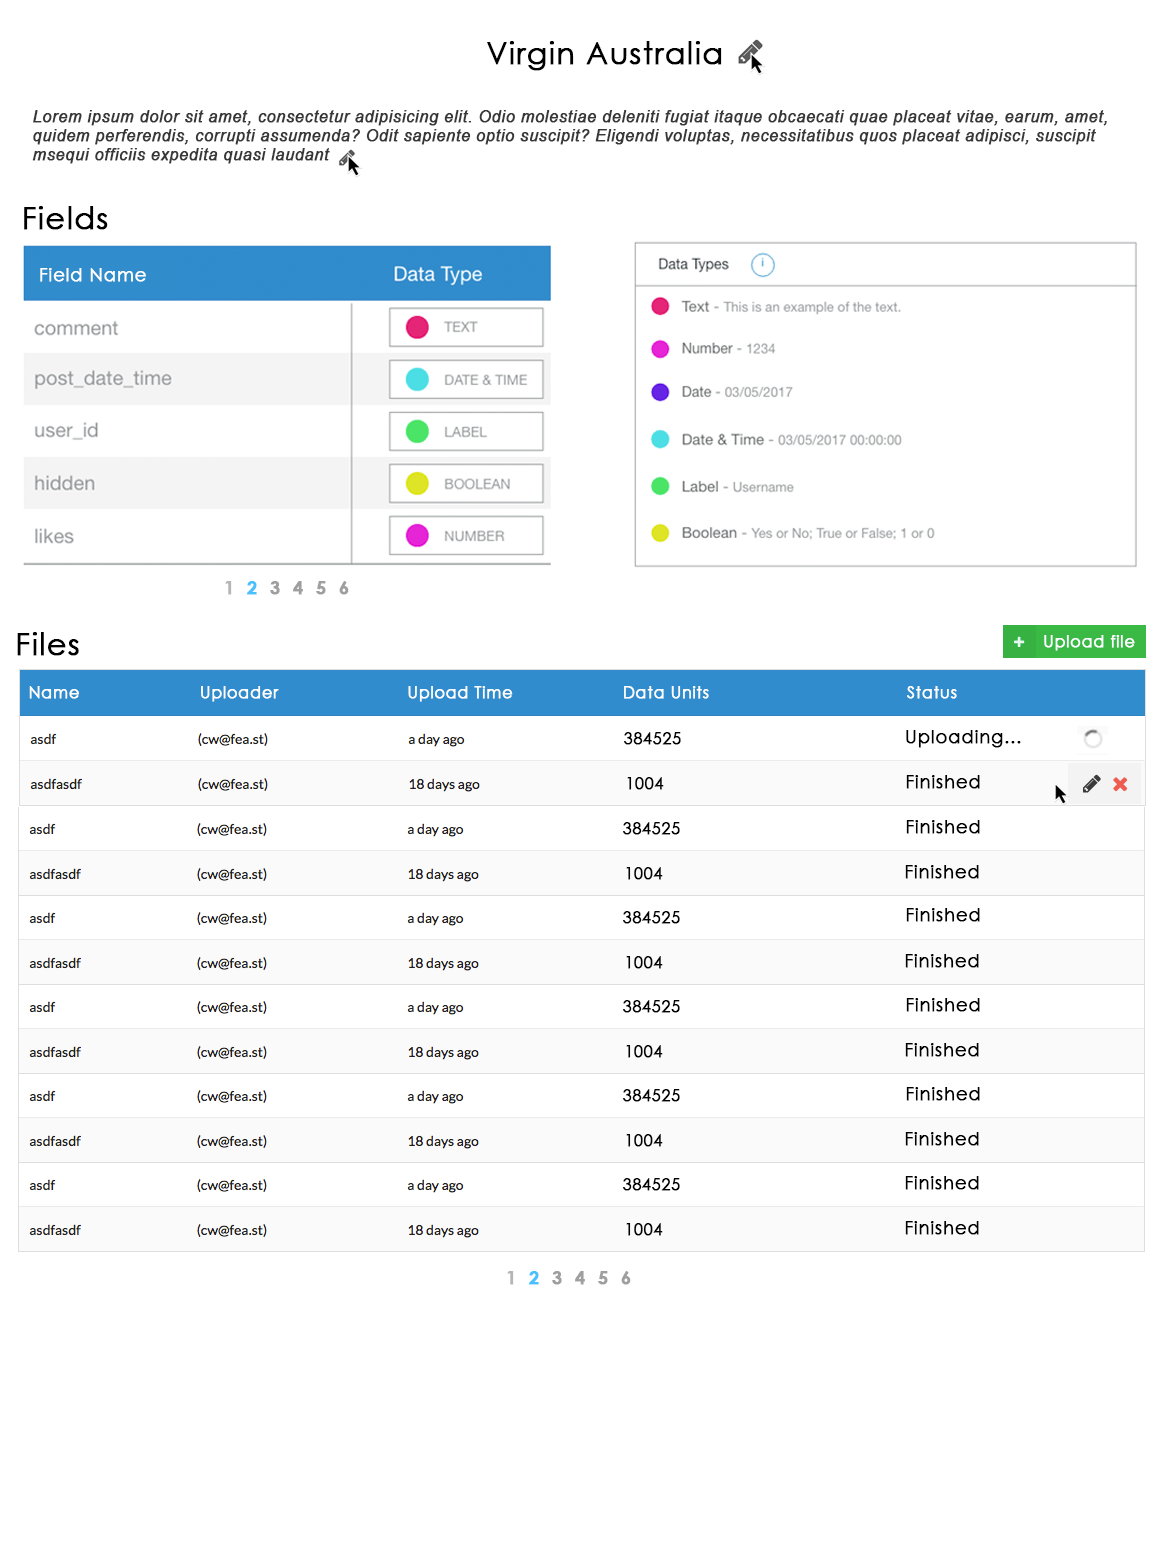 Virgin Australia
Lorem ipsum dolor sit amet, consectetur adipisicing elit. Odio molestiae deleniti fugiat itaque obcaecati quae placeat vitae, earum, amet,
quidem perferendis, corrupti assumenda? Odit sapiente optio suscipit? Eligendi voluptas, necessitatibus quos placeat adipisci, suscipit
msequi officiis expedita quasi laudant
Fields
Field Name Data Type
comment TEXT
post_date_time DATE & TIME
user_id LABEL
hidden BOOLEAN
likes NUMBER
1 2 3 4 5 6
Data Types i
Text - This is an example of the text.
Number - 1234
Date - 03/05/2017
Date & Time - 03/05/2017 00:00:00
Label - Username
Boolean - Yes or No; True or False; 1 or 0
Files
+ Upload file
Name Uploader Upload Time Data Units Status
asdf (cw@fea.st) a day ago 384525 Uploading...
asdfasdf (cw@fea.st) 18 days ago 1004 Finished
asdf (cw@fea.st) a day ago 384525 Finished
asdfasdf (cw@fea.st) 18 days ago 1004 Finished
asdf (cw@fea.st) a day ago 384525 Finished
asdfasdf (cw@fea.st) 18 days ago 1004 Finished
asdf (cw@fea.st) a day ago 384525 Finished
asdfasdf (cw@fea.st) 18 days ago 1004 Finished
asdf (cw@fea.st) a day ago 384525 Finished
asdfasdf (cw@fea.st) 18 days ago 1004 Finished
asdf (cw@fea.st) a day ago 384525 Finished
asdfasdf (cw@fea.st) 18 days ago 1004 Finished
1 2 3 4 5 6